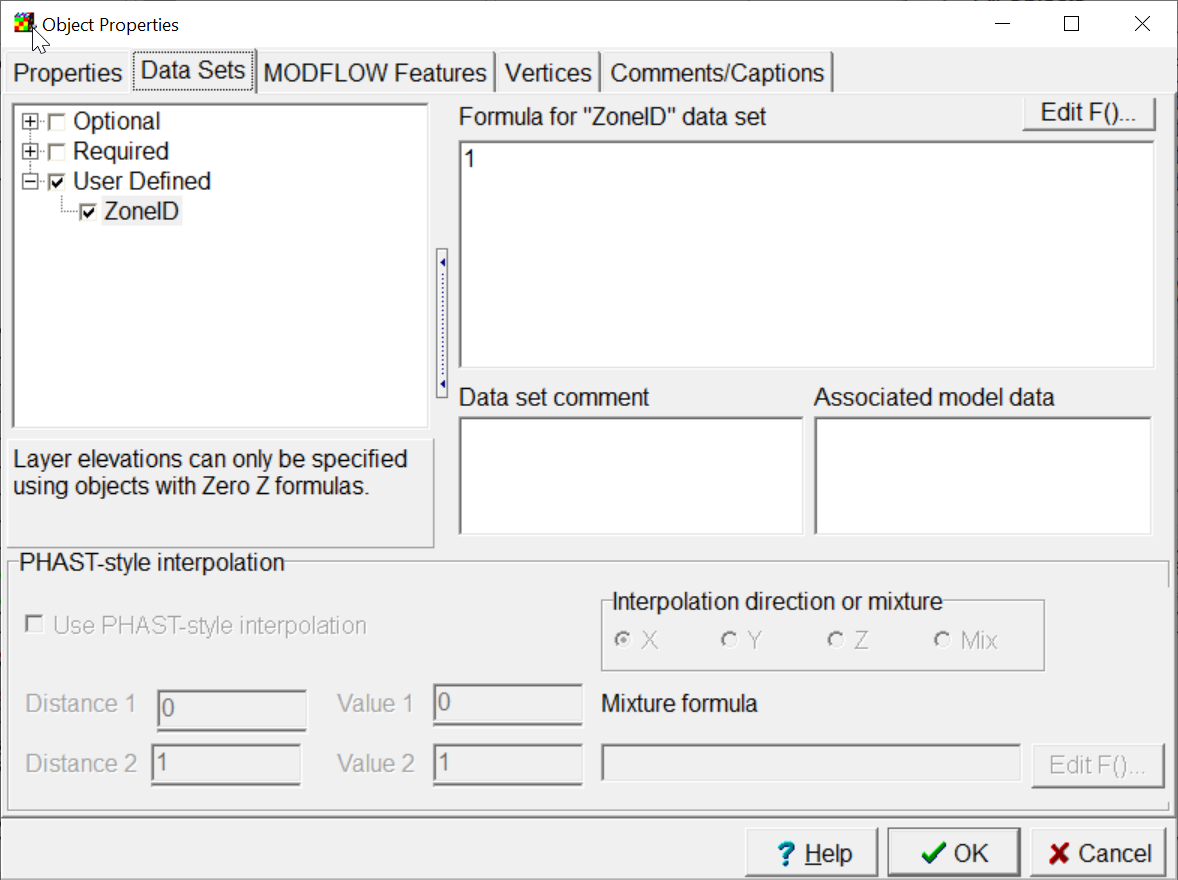 Object Properties
Properties Data Sets MODFLOW Features Vertices Comments/Captions
Optional
Required
User Defined
ZoneID
Formula for "ZoneID" data set
Edit F()...
1
Data set comment
Associated model data
Layer elevations can only be specified
using objects with Zero Z formulas.
PHAST-style interpolation
Use PHAST-style interpolation
Interpolation direction or mixture
X Y Z Mix
Distance 1 0 Value 1 0 Mixture formula
Distance 2 1 Value 2 1 Edit F()...
? Help OK Cancel